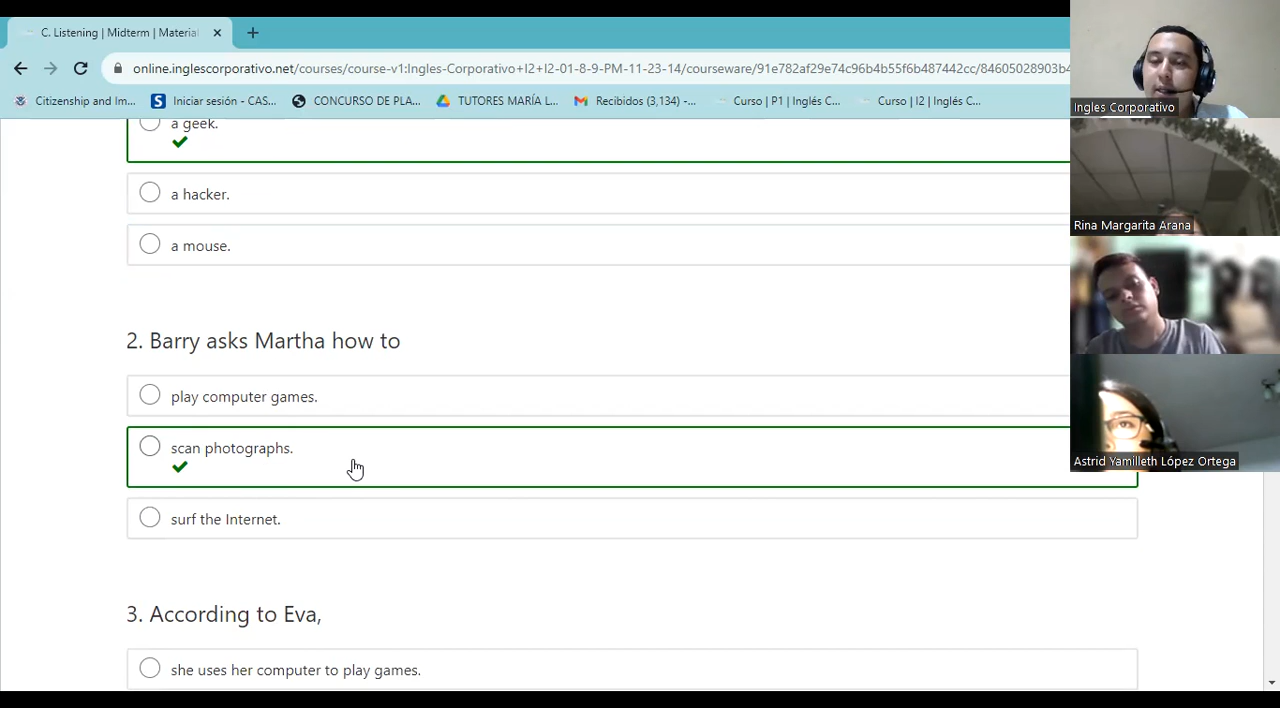 C. Listening | Midterm | Material
online.inglescorporativo.net/courses/course-v1:Ingles-Corporativo+I2+I2-01-8-9-PM-11-23-14/courseware/91e782af29e74c96b4b55f6b487442cc/84605028903b4
Citizenship and Im... Iniciar sesión - CAS... CONCURSO DE PLA... TUTORES MARÍA L... Recibidos (3,134) -... Curso | P1 | Inglés C... Curso | I2 | Inglés C...
Ingles Corporativo
a geek.
a hacker.
Rina Margarita Arana
a mouse.
2. Barry asks Martha how to
play computer games.
scan photographs.
Astrid Yamilleth López Ortega
surf the Internet.
3. According to Eva,
she uses her computer to play games.